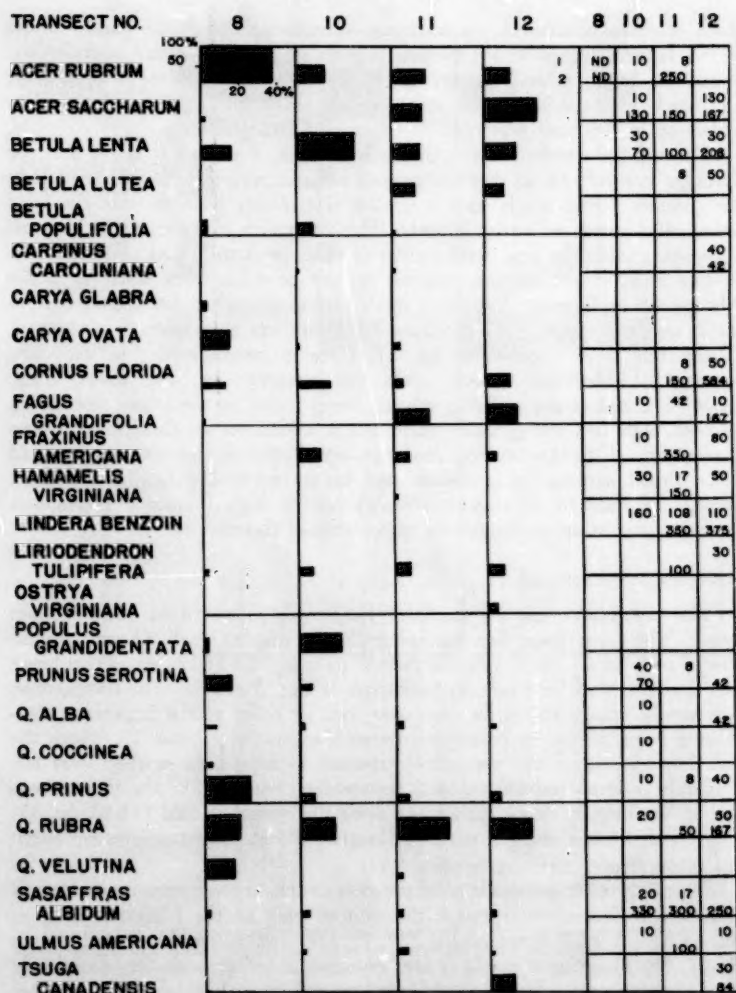 TRANSECT NO. 8 10 11 12 8 10 11 12
100%
50
20 40%
ACER RUBRUM 1 ND 10 8
2 ND 250
ACER SACCHARUM 10 130
130 150 167
BETULA LENTA 30 30
70 100 208
BETULA LUTEA 8 50
BETULA
POPULIFOLIA
CARPINUS 40
CAROLINIANA 42
CARYA GLABRA
CARYA OVATA
CORNUS FLORIDA 8 50
150 584
FAGUS 10 42 10
GRANDIFOLIA 167
FRAXINUS 10 80
AMERICANA 350
HAMAMELIS 30 17 50
VIRGINIANA 150
LINDERA BENZOIN 160 108 110
350 375
LIRIODENDRON 30
TULIPIFERA 100
OSTRYA
VIRGINIANA
POPULUS
GRANDIDENTATA
PRUNUS SEROTINA 40 8
70 42
Q. ALBA 10
42
Q. COCCINEA 10
Q. PRINUS 10 8 40
Q. RUBRA 20 50
50 167
Q. VELUTINA
SASAFFRAS 20 17
ALBIDUM 330 300 250
ULMUS AMERICANA 10 10
100
TSUGA 30
CANADENSIS 84